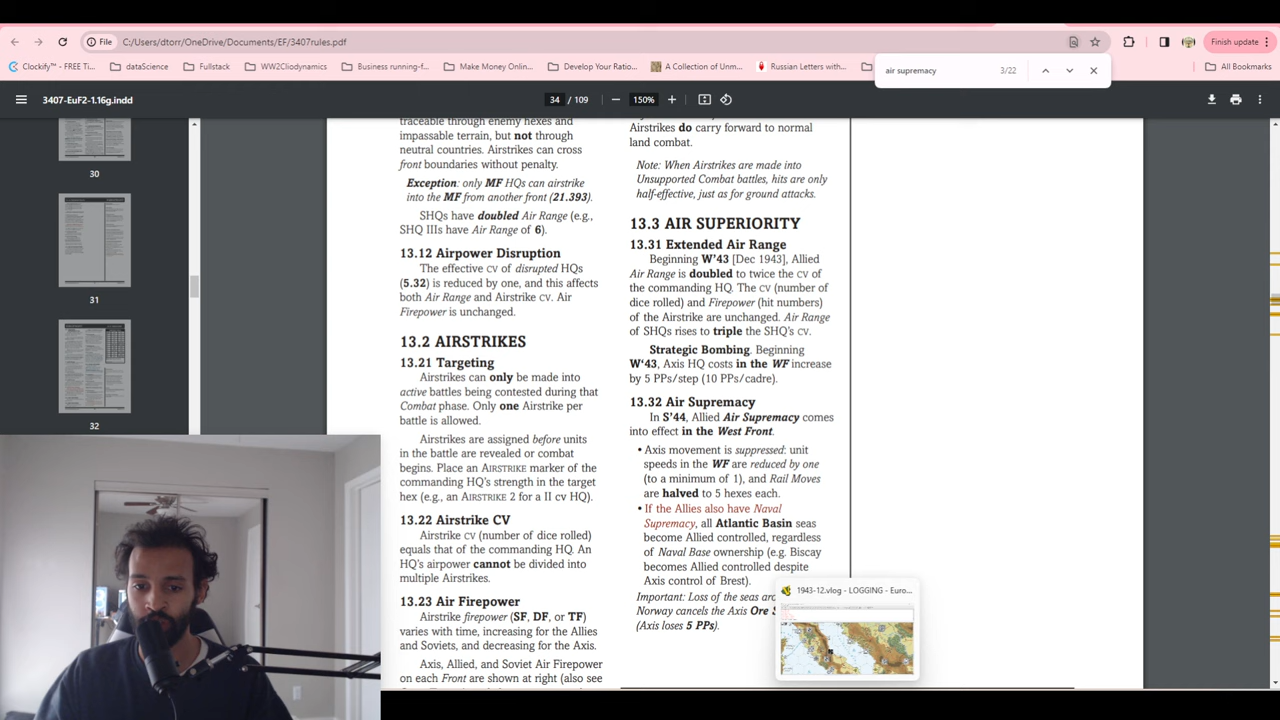 File
C:/Users/dtorr/OneDrive/Documents/EF/3407rules.pdf
Finish update
Clockify™ - FREE Ti...
dataScience
Fullstack
WW2Cliodynamics
Business running-f...
Make Money Onlin...
Develop Your Ratio...
A Collection of Unm...
Russian Letters with...
All Bookmarks
air supremacy
3/22
3407-EuF2-1.16g.indd
34 / 109
150%
30
31
32
traceable through enemy hexes and
impassable terrain, but not through
neutral countries. Airstrikes can cross
front boundaries without penalty.
Exception: only MF HQs can airstrike
into the MF from another front (21.393).
SHQs have doubled Air Range (e.g.,
SHQ IIIs have Air Range of 6).
13.12 Airpower Disruption
The effective CV of disrupted HQs
(5.32) is reduced by one, and this affects
both Air Range and Airstrike CV. Air
Firepower is unchanged.
13.2 AIRSTRIKES
13.21 Targeting
Airstrikes can only be made into
active battles being contested during that
Combat phase. Only one Airstrike per
battle is allowed.
Airstrikes are assigned before units
in the battle are revealed or combat
begins. Place an AIRSTRIKE marker of the
commanding HQ's strength in the target
hex (e.g., an AIRSTRIKE 2 for a II cv HQ).
13.22 Airstrike CV
Airstrike CV (number of dice rolled)
equals that of the commanding HQ. An
HQ's airpower cannot be divided into
multiple Airstrikes.
13.23 Air Firepower
Airstrike firepower (SF, DF, or TF)
varies with time, increasing for the Allies
and Soviets, and decreasing for the Axis.
Axis, Allied, and Soviet Air Firepower
on each Front are shown at right (also see
Airstrikes do carry forward to normal
land combat.
Note: When Airstrikes are made into
Unsupported Combat battles, hits are only
half-effective, just as for ground attacks.
13.3 AIR SUPERIORITY
13.31 Extended Air Range
Beginning W'43 [Dec 1943], Allied
Air Range is doubled to twice the CV of
the commanding HQ. The CV (number of
dice rolled) and Firepower (hit numbers)
of the Airstrike are unchanged. Air Range
of SHQs rises to triple the SHQ's CV.
Strategic Bombing. Beginning
W'43, Axis HQ costs in the WF increase
by 5 PPs/step (10 PPs/cadre).
13.32 Air Supremacy
In S'44, Allied Air Supremacy comes
into effect in the West Front.
• Axis movement is suppressed: unit
speeds in the WF are reduced by one
(to a minimum of 1), and Rail Moves
are halved to 5 hexes each.
• If the Allies also have Naval
Supremacy, all Atlantic Basin seas
become Allied controlled, regardless
of Naval Base ownership (e.g. Biscay
becomes Allied controlled despite
Axis control of Brest).
Important: Loss of the seas
Norway cancels the Axis Ore
(Axis loses 5 PPs).
1943-12.vlog - LOGGING - Euro...